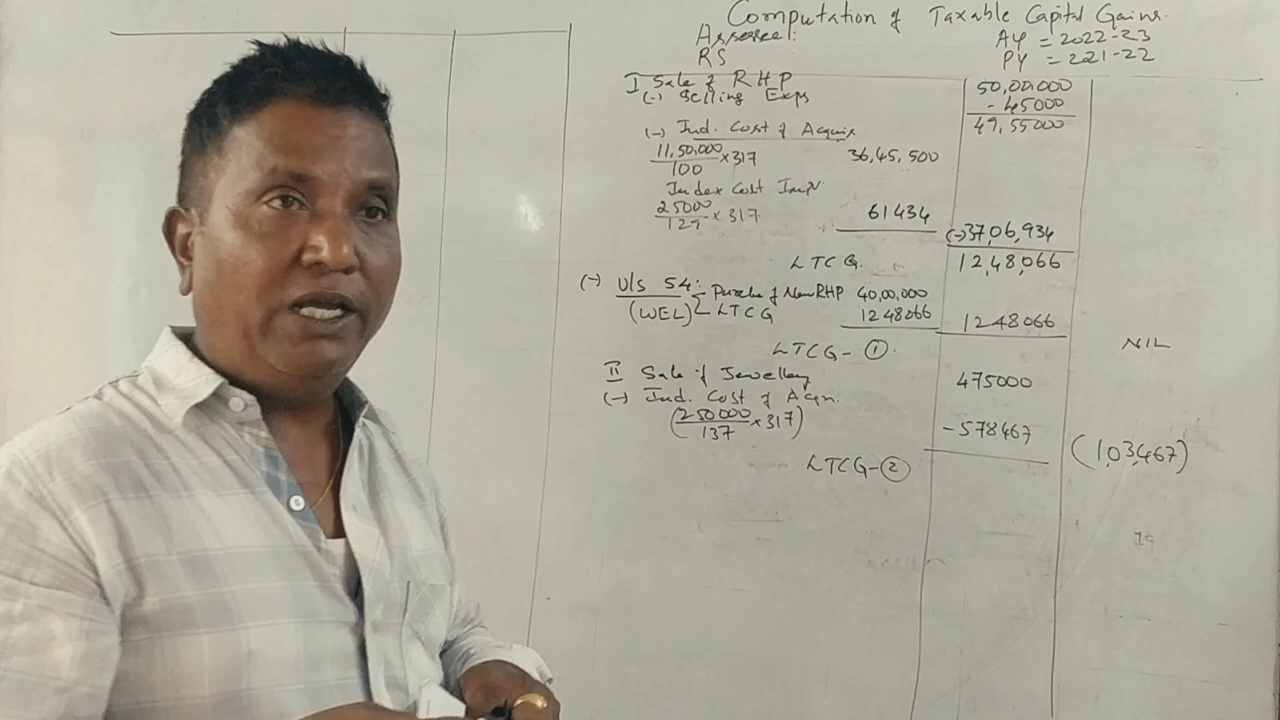 Computation of Taxable Capital Gains.
Assessee:
RS
AY = 2022-23
PY = 221-22
I Sale of RHP 50,00,000
(-) Selling Exps - 45000
49,55000
(-) Ind. Cost of Acquix
11,50,000/100 × 317 36,45,500
Index Cost Impr
25000/129 × 317 61434
(-) 37,06,934
LTCG. 12,48,066
(-) U/s 54: Purchse of New RHP 40,00,000
(WEL) LTCG 1248066 1248066
LTCG - ①. NIL
II Sale of Jewellery 475000
(-) Ind. Cost of Acqn.
(250000/137 × 317) - 578467
LTCG - ② (1,03,467)